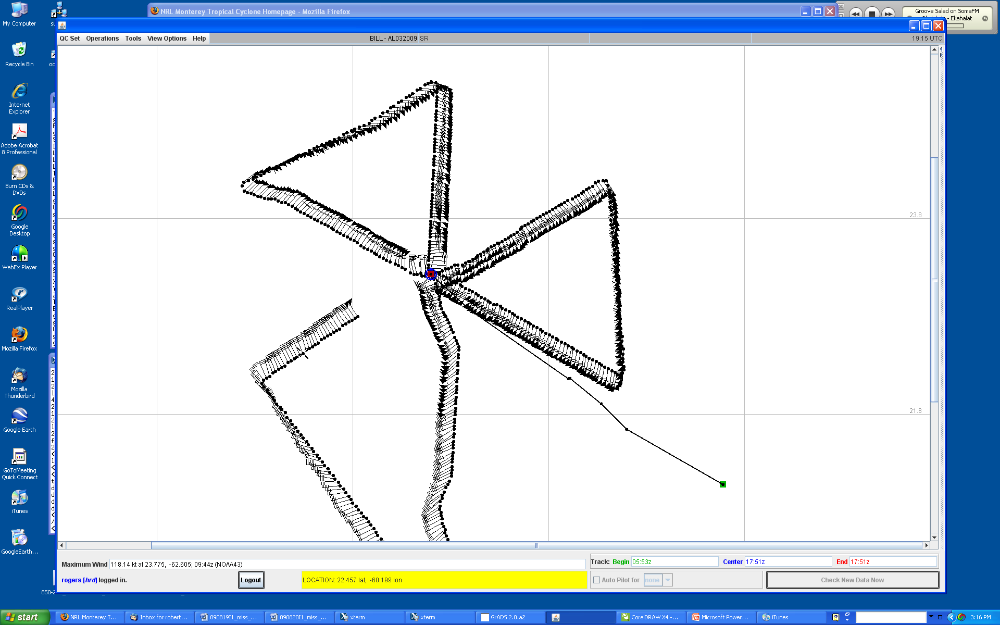 My Computer
Recycle Bin
Internet
Explorer
Adobe Acrobat
8 Professional
Burn CDs &
DVDs
Google
Desktop
WebEx Player
RealPlayer
Mozilla Firefox
Mozilla
Thunderbird
Google Earth
GoToMeeting
Quick Connect
iTunes
GoogleEarth...
NRL Monterey Tropical Cyclone Homepage - Mozilla Firefox
Groove Salad on SomaFM
- Ekahalat
QC Set Operations Tools View Options Help
BILL - AL032009 SR
19:15 UTC
23.8
21.8
Maximum Wind 118.14 kt at 23.775, -62.605; 09:44z (NOAA43)
Track: Begin 05:53z Center 17:51z End 17:51z
rogers [hrd] logged in.
Logout
LOCATION: 22.457 lat, -60.199 lon
Auto Pilot for none
Check New Data Now
start
NRL Monterey T...
Inbox for robert...
090819I1_miss_...
090820I1_miss_...
xterm
xterm
GrADS 2.0.a2
CorelDRAW X4 -...
Microsoft Power...
iTunes
3:16 PM